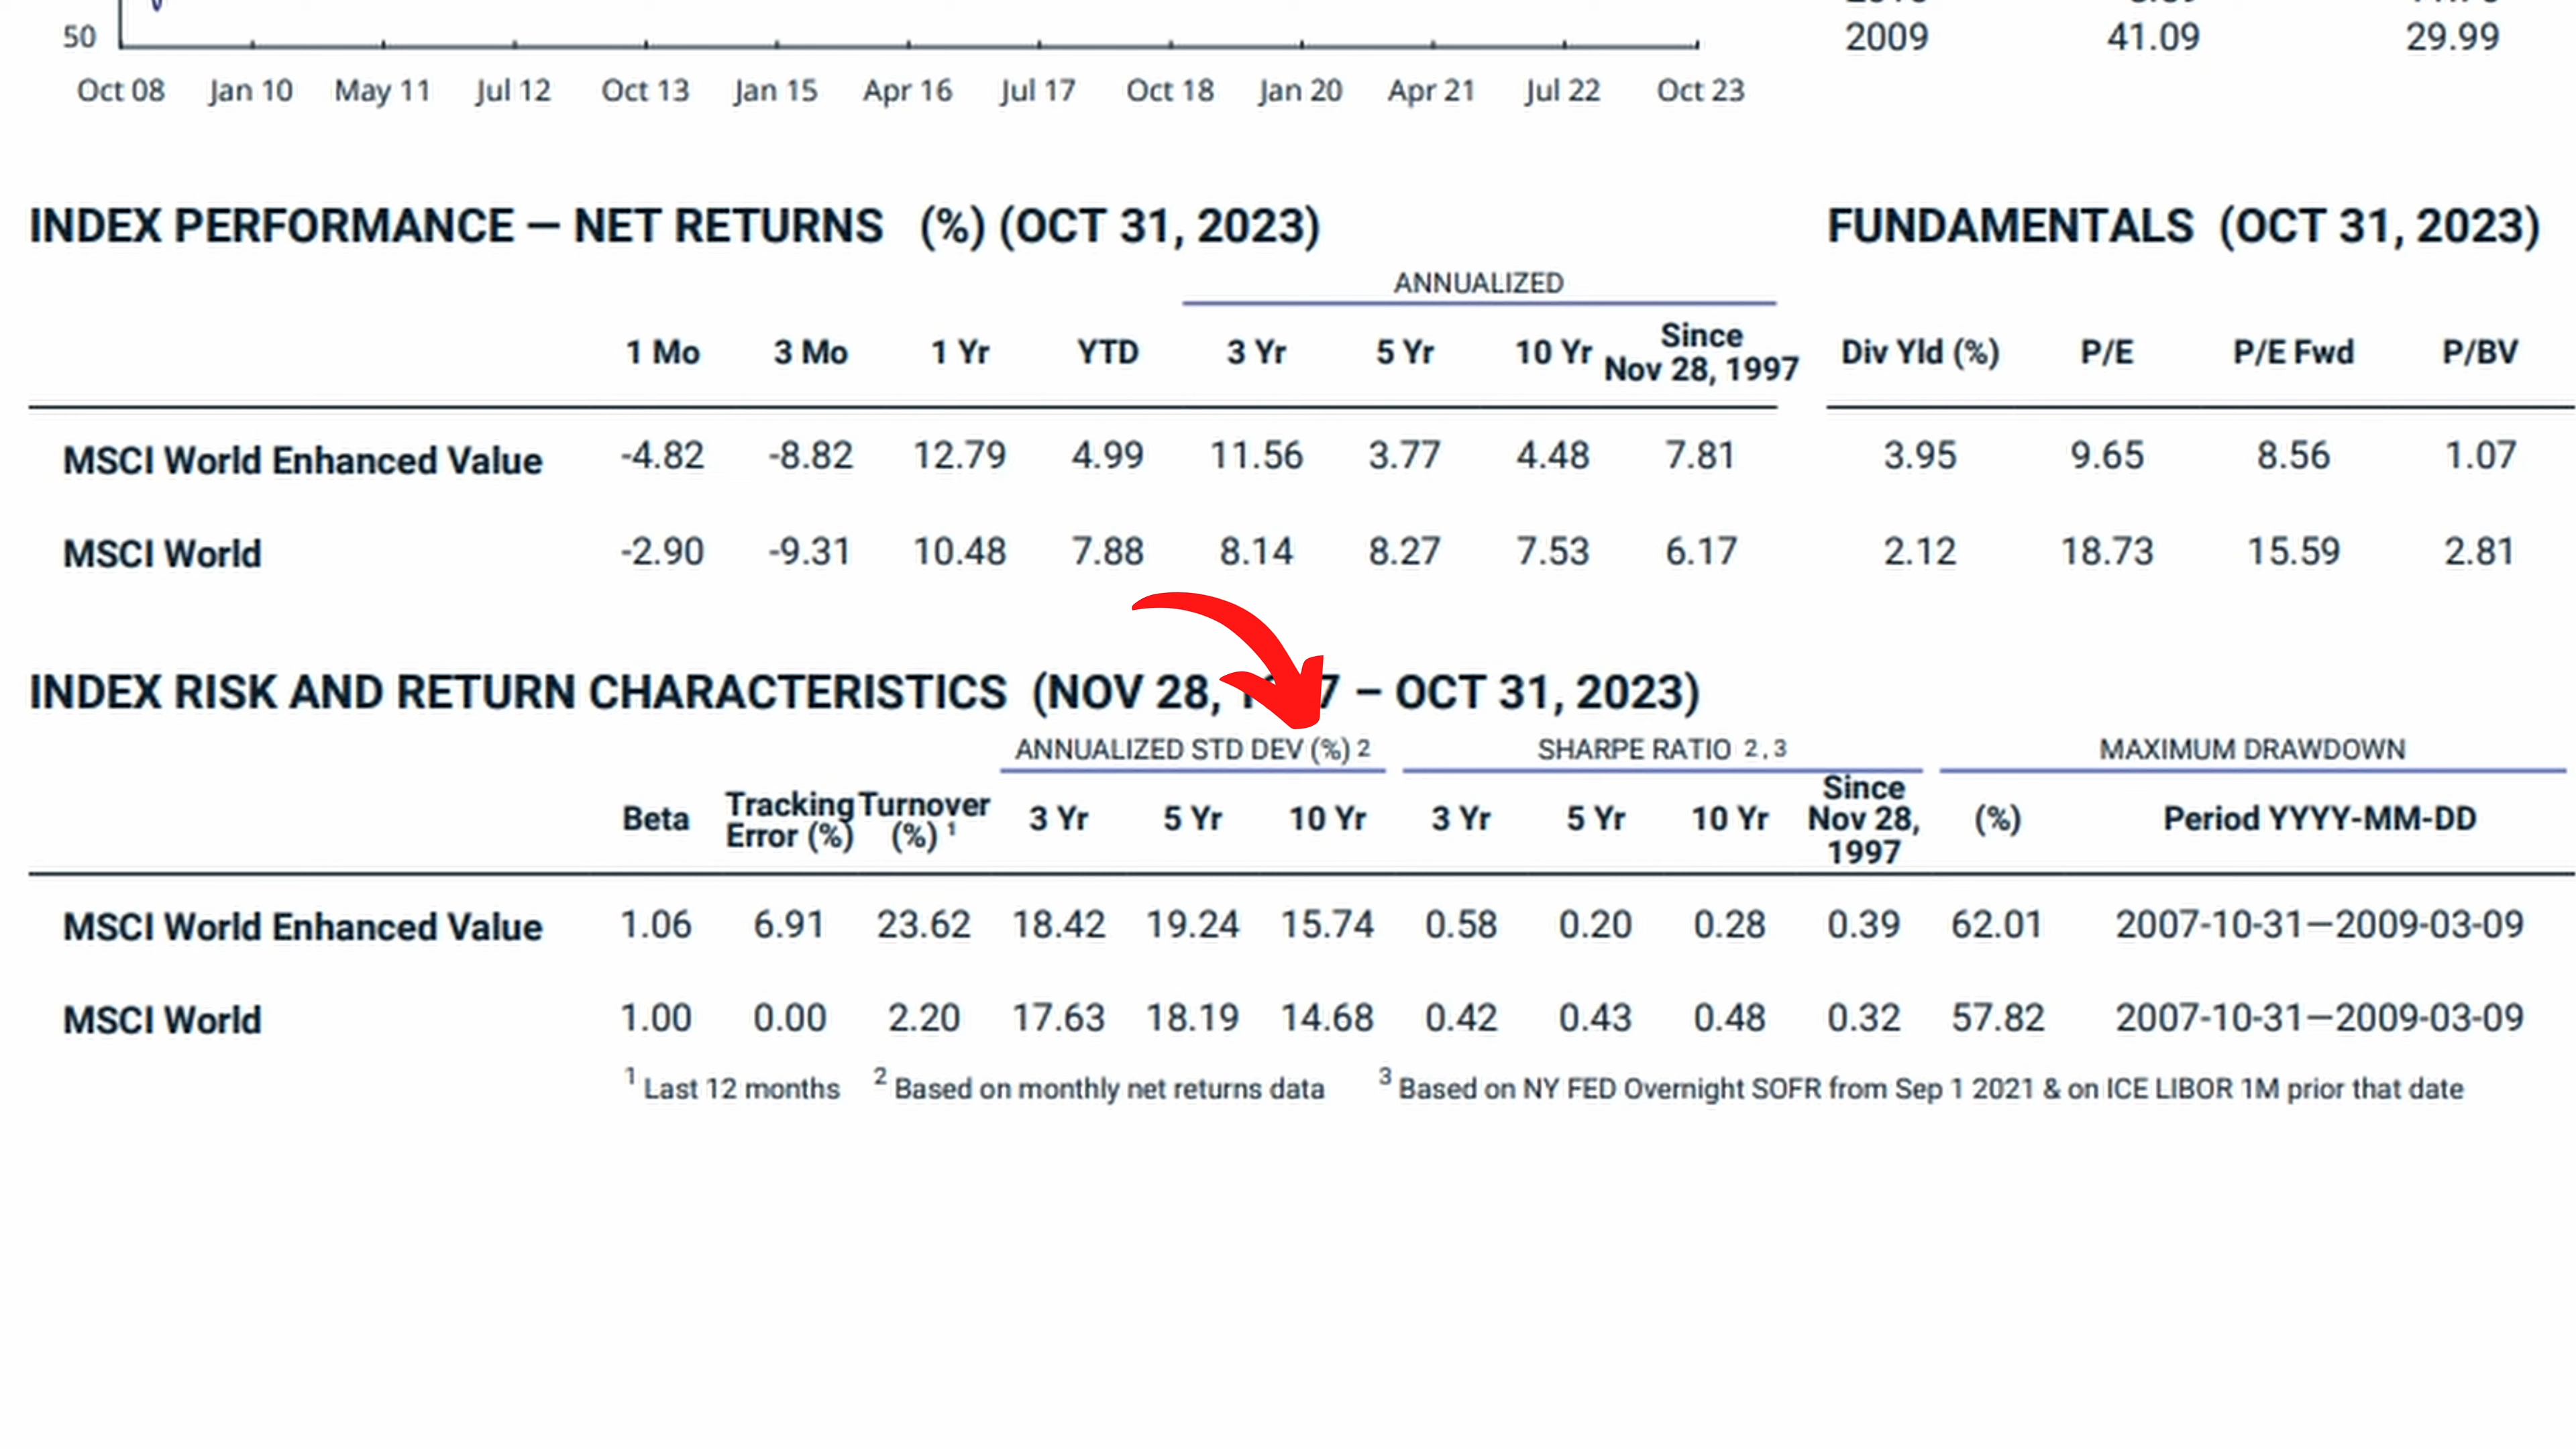 2009 41.09 29.99
50
Oct 08 Jan 10 May 11 Jul 12 Oct 13 Jan 15 Apr 16 Jul 17 Oct 18 Jan 20 Apr 21 Jul 22 Oct 23
INDEX PERFORMANCE — NET RETURNS (%) (OCT 31, 2023)
ANNUALIZED
1 Mo 3 Mo 1 Yr YTD 3 Yr 5 Yr 10 Yr Since Nov 28, 1997
MSCI World Enhanced Value -4.82 -8.82 12.79 4.99 11.56 3.77 4.48 7.81
MSCI World -2.90 -9.31 10.48 7.88 8.14 8.27 7.53 6.17
FUNDAMENTALS (OCT 31, 2023)
Div Yld (%) P/E P/E Fwd P/BV
3.95 9.65 8.56 1.07
2.12 18.73 15.59 2.81
INDEX RISK AND RETURN CHARACTERISTICS (NOV 28, – OCT 31, 2023)
ANNUALIZED STD DEV (%) 2 SHARPE RATIO 2,3 MAXIMUM DRAWDOWN
Beta Tracking Error (%) Turnover (%) 1 3 Yr 5 Yr 10 Yr 3 Yr 5 Yr 10 Yr Since Nov 28, 1997 (%) Period YYYY-MM-DD
MSCI World Enhanced Value 1.06 6.91 23.62 18.42 19.24 15.74 0.58 0.20 0.28 0.39 62.01 2007-10-31—2009-03-09
MSCI World 1.00 0.00 2.20 17.63 18.19 14.68 0.42 0.43 0.48 0.32 57.82 2007-10-31—2009-03-09
1 Last 12 months 2 Based on monthly net returns data 3 Based on NY FED Overnight SOFR from Sep 1 2021 & on ICE LIBOR 1M prior that date